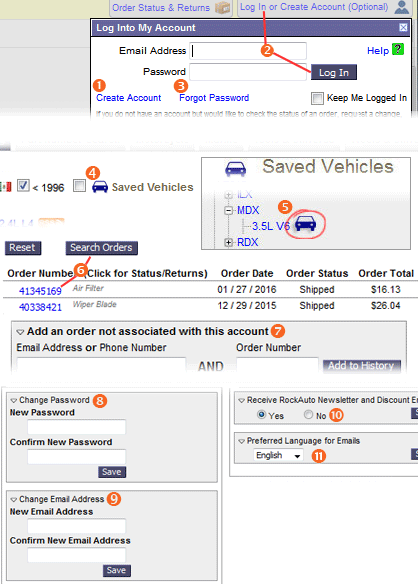 Order Status & Returns
Log In or Create Account (Optional)
Log Into My Account
Email Address
2
Help ?
Password
Log In
1
3
Create Account
Forgot Password
Keep Me Logged In
If you do not have an account but would like to check the status of an order, request a change,
4
< 1996
Saved Vehicles
Saved Vehicles
ILX
MDX
5
3.5L V6
RDX
Reset
Search Orders
6
Order Number (Click for Status/Returns)
Order Date
Order Status
Order Total
41345169
Air Filter
01 / 27 / 2016
Shipped
$16.13
40338421
Wiper Blade
12 / 29 / 2015
Shipped
$26.04
Add an order not associated with this account 7
Email Address or Phone Number
Order Number
AND
Add to History
Change Password 8
New Password
Confirm New Password
Save
Change Email Address 9
New Email Address
Confirm New Email Address
Save
Receive RockAuto Newsletter and Discount
Yes
No 10
Preferred Language for Emails
English
11